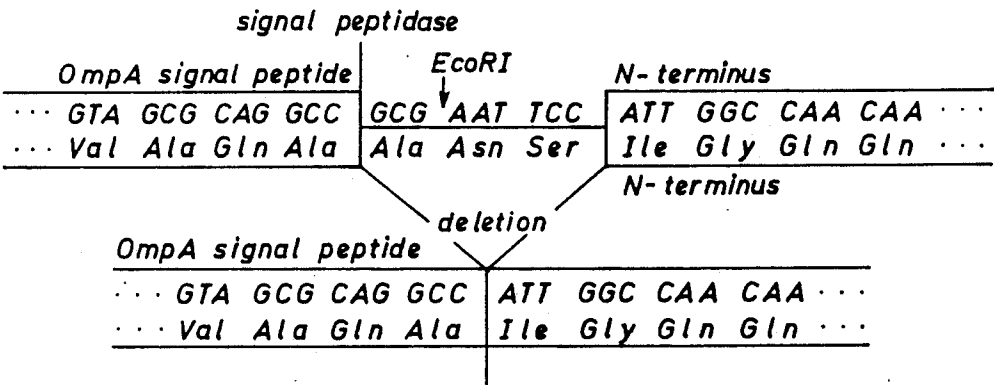 signal peptidase
EcoRI
OmpA signal peptide N-terminus
··· GTA GCG CAG GCC GCG AAT TCC ATT GGC CAA CAA ···
··· Val Ala Gln Ala Ala Asn Ser Ile Gly Gln Gln ···
N-terminus
deletion
OmpA signal peptide
··· GTA GCG CAG GCC ATT GGC CAA CAA ···
··· Val Ala Gln Ala Ile Gly Gln Gln ···